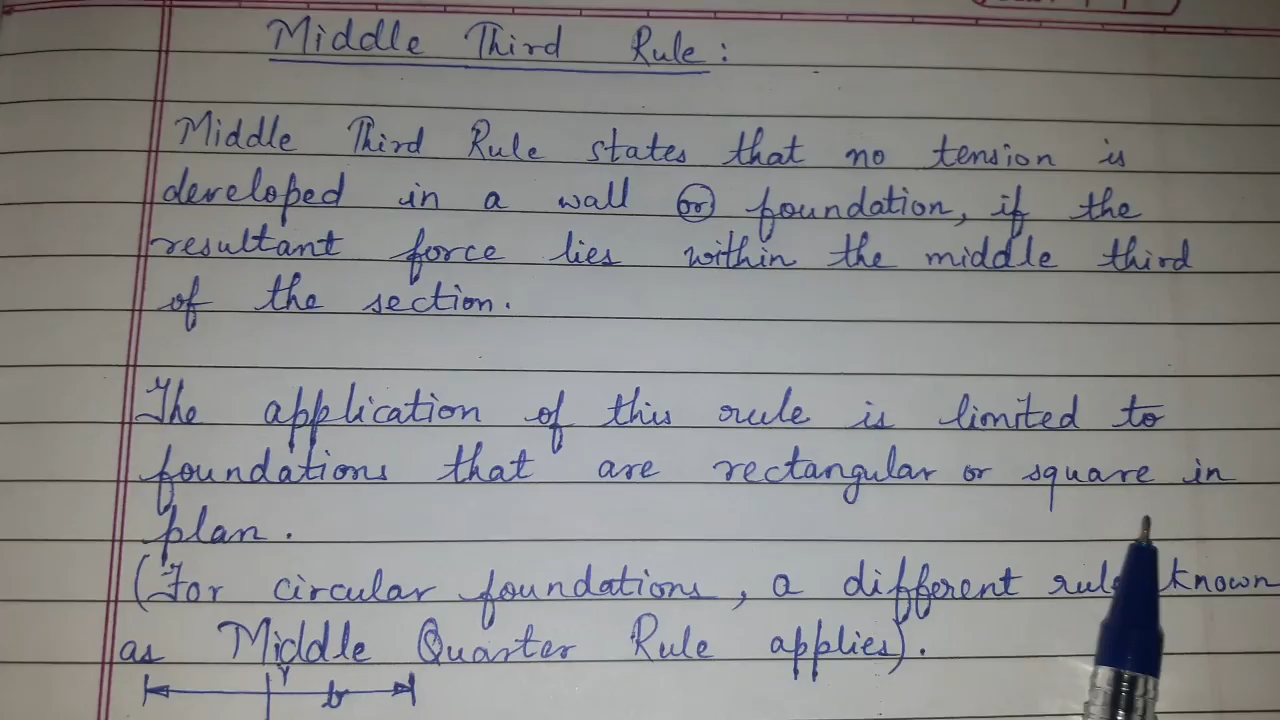 Middle Third Rule:
Middle Third Rule states that no tension is
developed in a wall or foundation, if the
resultant force lies within the middle third
of the section.
The application of this rule is limited to
foundations that are rectangular or square in
plan.
(For circular foundations, a different rule known
as Middle Quarter Rule applies).
Y
b